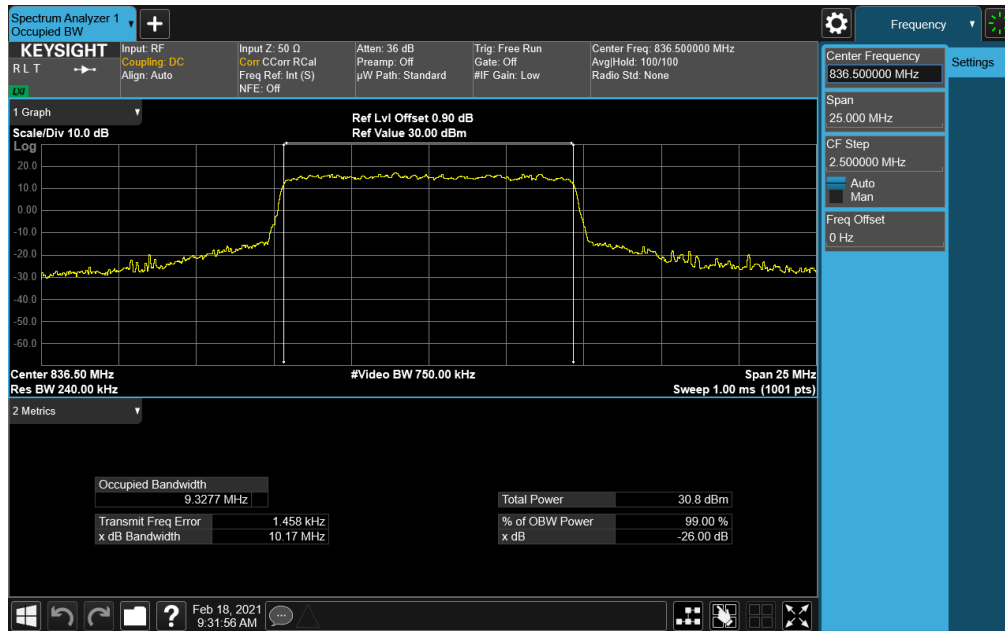 Spectrum Analyzer 1
Occupied BW
+
Frequency
KEYSIGHT
R L T
LXI
Input: RF
Coupling: DC
Align: Auto
Input Z: 50 Ω
Corr CCorr RCal
Freq Ref: Int (S)
NFE: Off
Atten: 36 dB
Preamp: Off
µW Path: Standard
Trig: Free Run
Gate: Off
#IF Gain: Low
Center Freq: 836.500000 MHz
Avg|Hold: 100/100
Radio Std: None
Center Frequency
836.500000 MHz
Settings
Span
25.000 MHz
CF Step
2.500000 MHz
Auto
Man
Freq Offset
0 Hz
1 Graph
Scale/Div 10.0 dB
Ref Lvl Offset 0.90 dB
Ref Value 30.00 dBm
Log
20.0
10.0
0.00
-10.0
-20.0
-30.0
-40.0
-50.0
-60.0
Center 836.50 MHz
#Video BW 750.00 kHz
Span 25 MHz
Res BW 240.00 kHz
Sweep 1.00 ms (1001 pts)
2 Metrics
Occupied Bandwidth
9.3277 MHz
Total Power 30.8 dBm
Transmit Freq Error 1.458 kHz
% of OBW Power 99.00 %
x dB Bandwidth 10.17 MHz
x dB -26.00 dB
?
Feb 18, 2021
9:31:56 AM